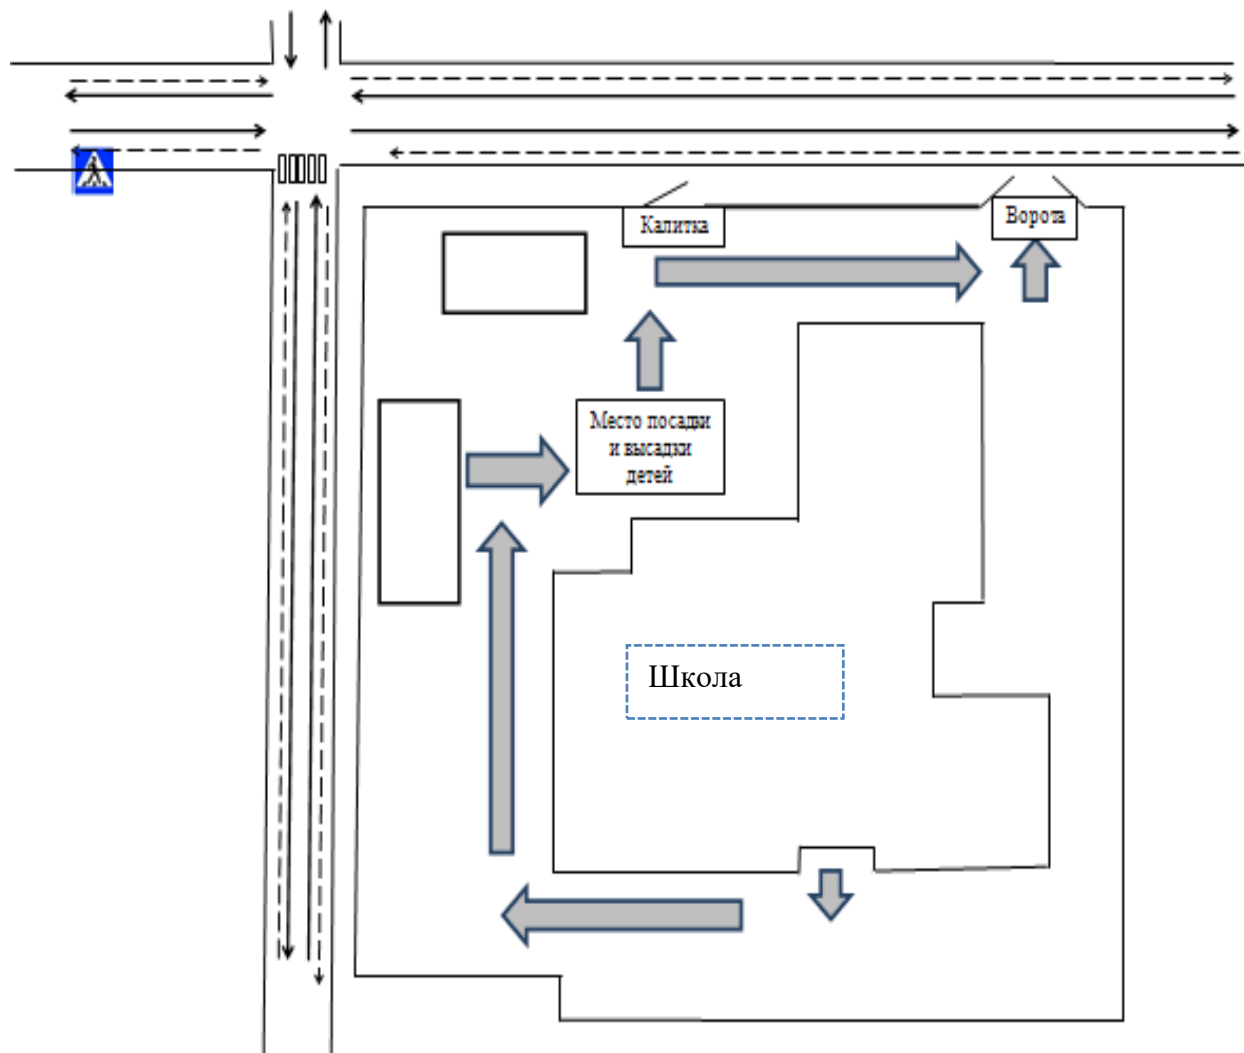 Калитка
Ворота
Место посадки
и высадки
детей
Школа